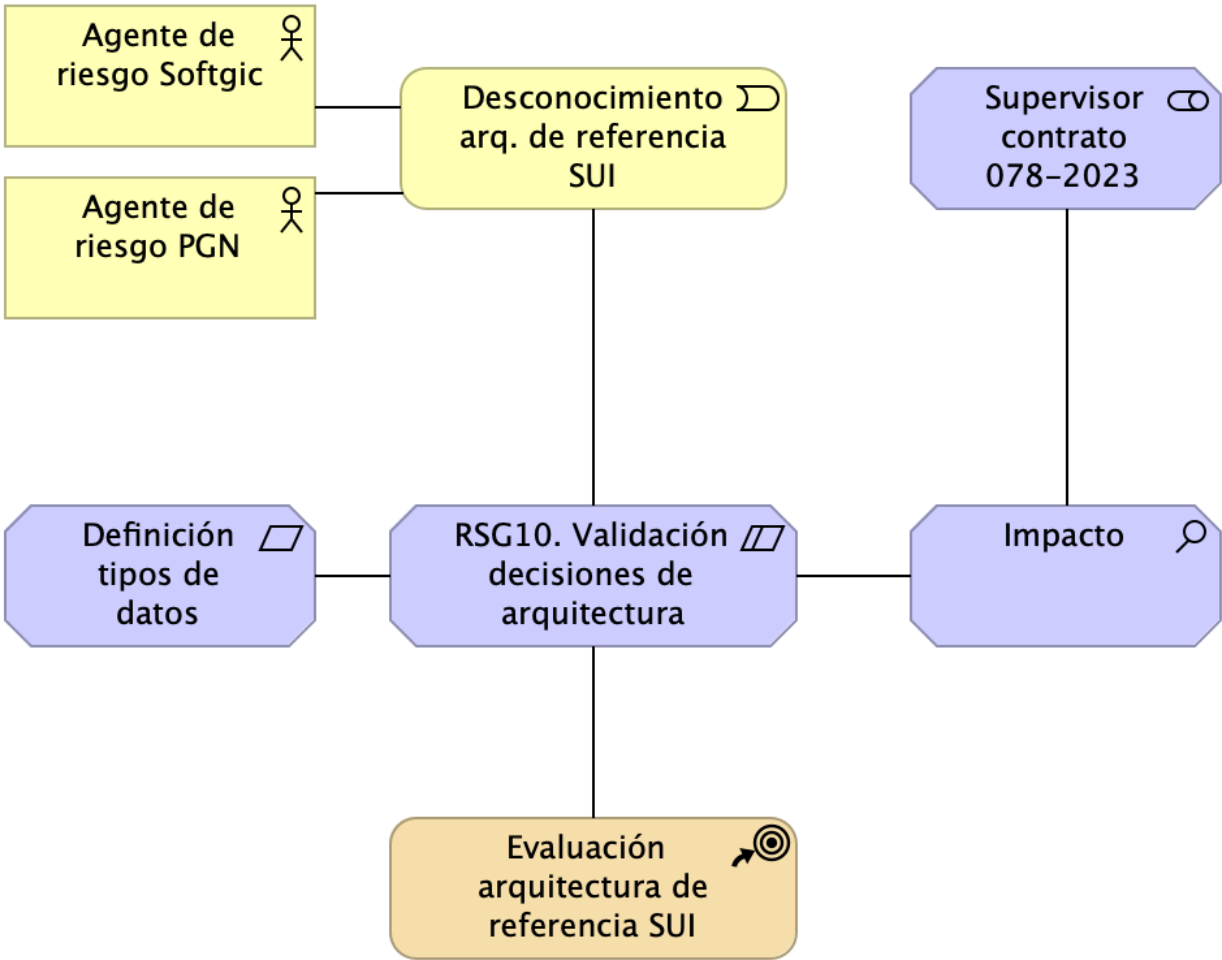 Agente de
riesgo Softgic
Desconocimiento
arq. de referencia
SUI
Supervisor
contrato
078-2023
Agente de
riesgo PGN
Definición
tipos de
datos
RSG10. Validación
decisiones de
arquitectura
Impacto
Evaluación
arquitectura de
referencia SUI